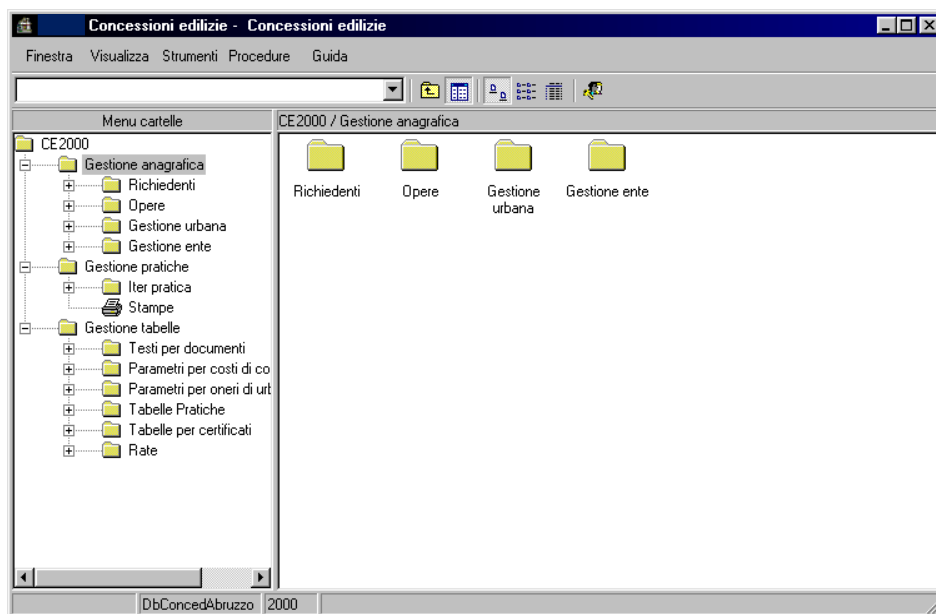 Concessioni edilizie - Concessioni edilizie
Finestra Visualizza Strumenti Procedure Guida
Menu cartelle
CE2000 / Gestione anagrafica
CE2000
Gestione anagrafica
Richiedenti
Opere
Gestione urbana
Gestione ente
Gestione pratiche
Iter pratica
Stampe
Gestione tabelle
Testi per documenti
Parametri per costi di co
Parametri per oneri di urb
Tabelle Pratiche
Tabelle per certificati
Rate
Richiedenti
Opere
Gestione
urbana
Gestione ente
DbConcedAbruzzo 2000